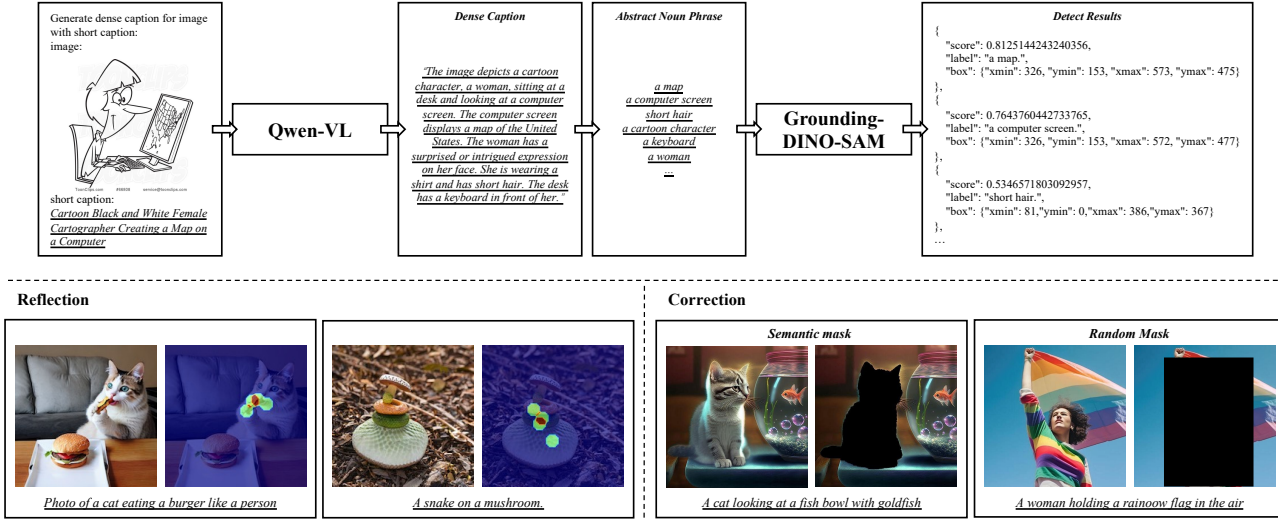 Generate dense caption for image
with short caption:
image:
ToonClips.com #66809 service@toonclips.com
short caption:
Cartoon Black and White Female
Cartographer Creating a Map on
a Computer
Qwen-VL
Dense Caption
"The image depicts a cartoon
character, a woman, sitting at a
desk and looking at a computer
screen. The computer screen
displays a map of the United
States. The woman has a
surprised or intrigued expression
on her face. She is wearing a
shirt and has short hair. The desk
has a keyboard in front of her."
Abstract Noun Phrase
a map
a computer screen
short hair
a cartoon character
a keyboard
a woman
...
Grounding-
DINO-SAM
Detect Results
{
"score": 0.8125144243240356,
"label": "a map.",
"box": {"xmin": 326, "ymin": 153, "xmax": 573, "ymax": 475}
},
{
"score": 0.7643760442733765,
"label": "a computer screen.",
"box": {"xmin": 326, "ymin": 153, "xmax": 572, "ymax": 477}
},
{
"score": 0.5346571803092957,
"label": "short hair.",
"box": {"xmin": 81,"ymin": 0,"xmax": 386,"ymax": 367}
},
...
Reflection
Photo of a cat eating a burger like a person
A snake on a mushroom.
Correction
Semantic mask
A cat looking at a fish bowl with goldfish
Random Mask
A woman holding a rainoow flag in the air